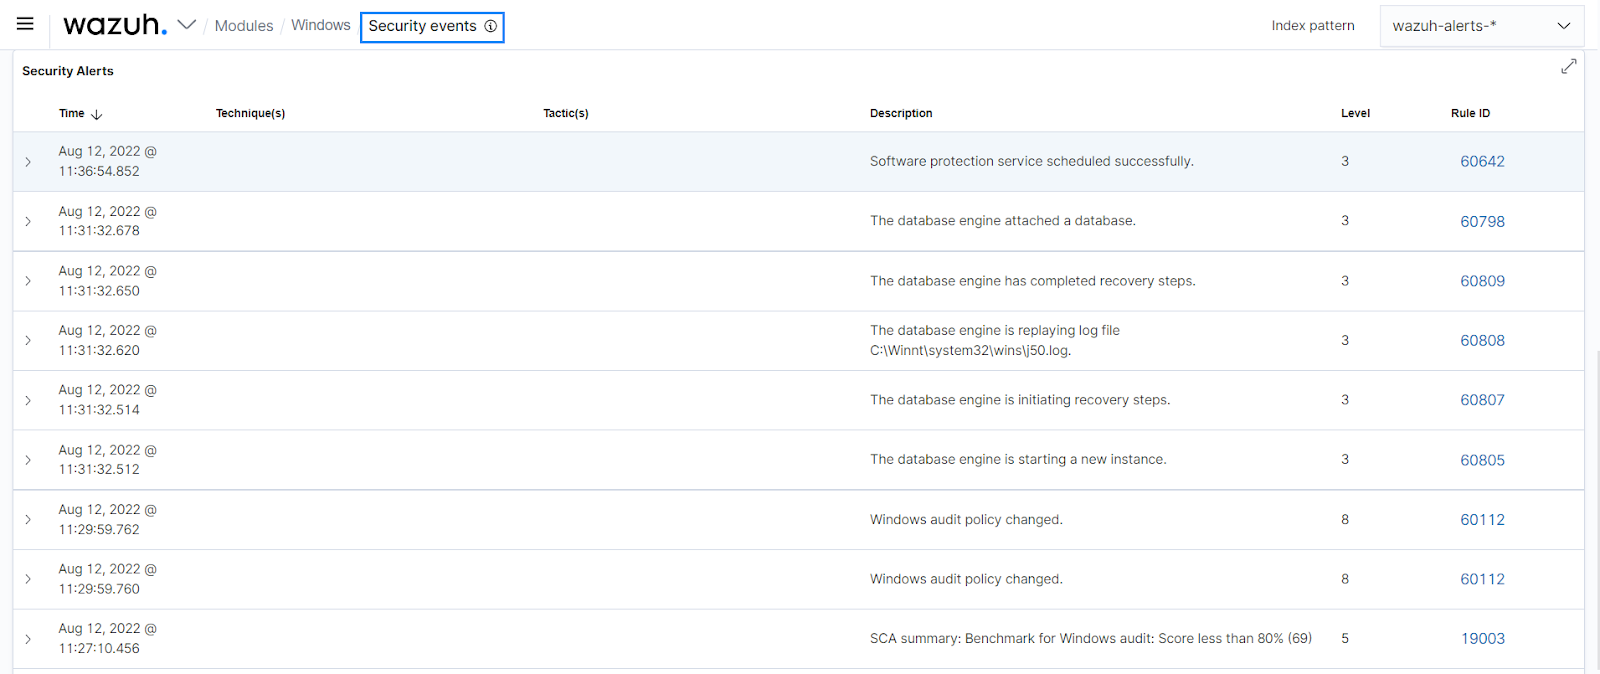 wazuh. / Modules / Windows Security events Index pattern wazuh-alerts-*
Security Alerts
Time Technique(s) Tactic(s) Description Level Rule ID
Aug 12, 2022 @
11:36:54.852 Software protection service scheduled successfully. 3 60642
Aug 12, 2022 @
11:31:32.678 The database engine attached a database. 3 60798
Aug 12, 2022 @
11:31:32.650 The database engine has completed recovery steps. 3 60809
Aug 12, 2022 @ The database engine is replaying log file
11:31:32.620 C:\Winnt\system32\wins\j50.log. 3 60808
Aug 12, 2022 @
11:31:32.514 The database engine is initiating recovery steps. 3 60807
Aug 12, 2022 @
11:31:32.512 The database engine is starting a new instance. 3 60805
Aug 12, 2022 @
11:29:59.762 Windows audit policy changed. 8 60112
Aug 12, 2022 @
11:29:59.760 Windows audit policy changed. 8 60112
Aug 12, 2022 @
11:27:10.456 SCA summary: Benchmark for Windows audit: Score less than 80% (69) 5 19003